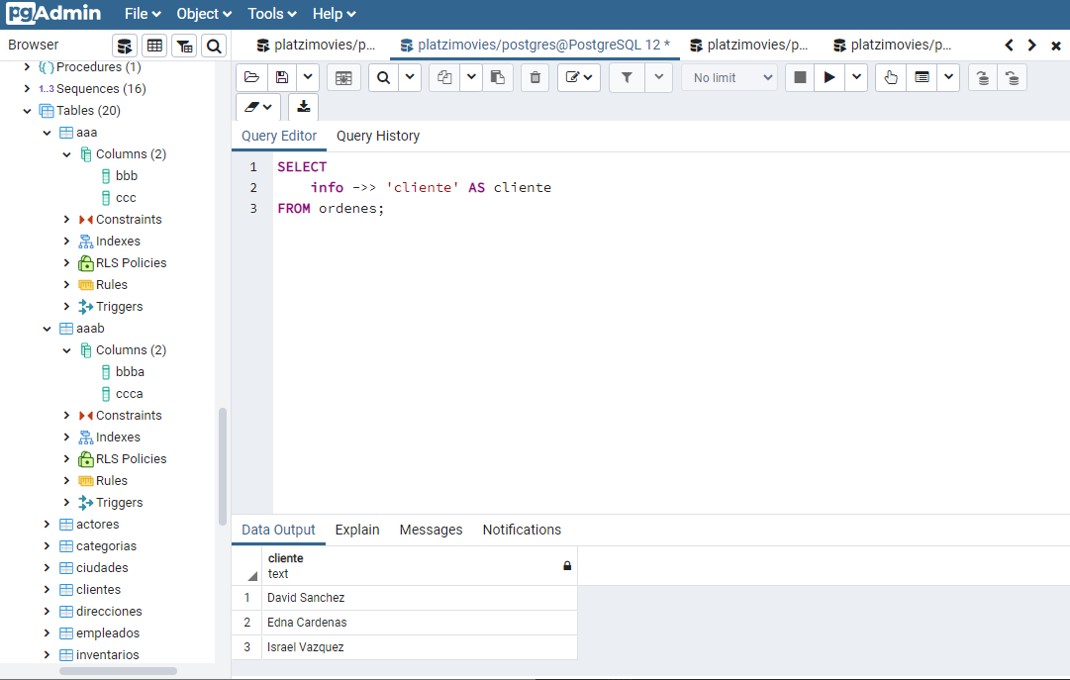 pgAdmin File Object Tools Help
Browser
platzimovies/p...
platzimovies/postgres@PostgreSQL 12 *
platzimovies/p...
platzimovies/p...
No limit
Procedures (1)
1..3 Sequences (16)
Tables (20)
aaa
Columns (2)
bbb
ccc
Constraints
Indexes
RLS Policies
Rules
Triggers
aaab
Columns (2)
bbba
ccca
Constraints
Indexes
RLS Policies
Rules
Triggers
actores
categorias
ciudades
clientes
direcciones
empleados
inventarios
Query Editor Query History
1 SELECT
2 info ->> 'cliente' AS cliente
3 FROM ordenes;
Data Output Explain Messages Notifications
cliente
text
1 David Sanchez
2 Edna Cardenas
3 Israel Vazquez